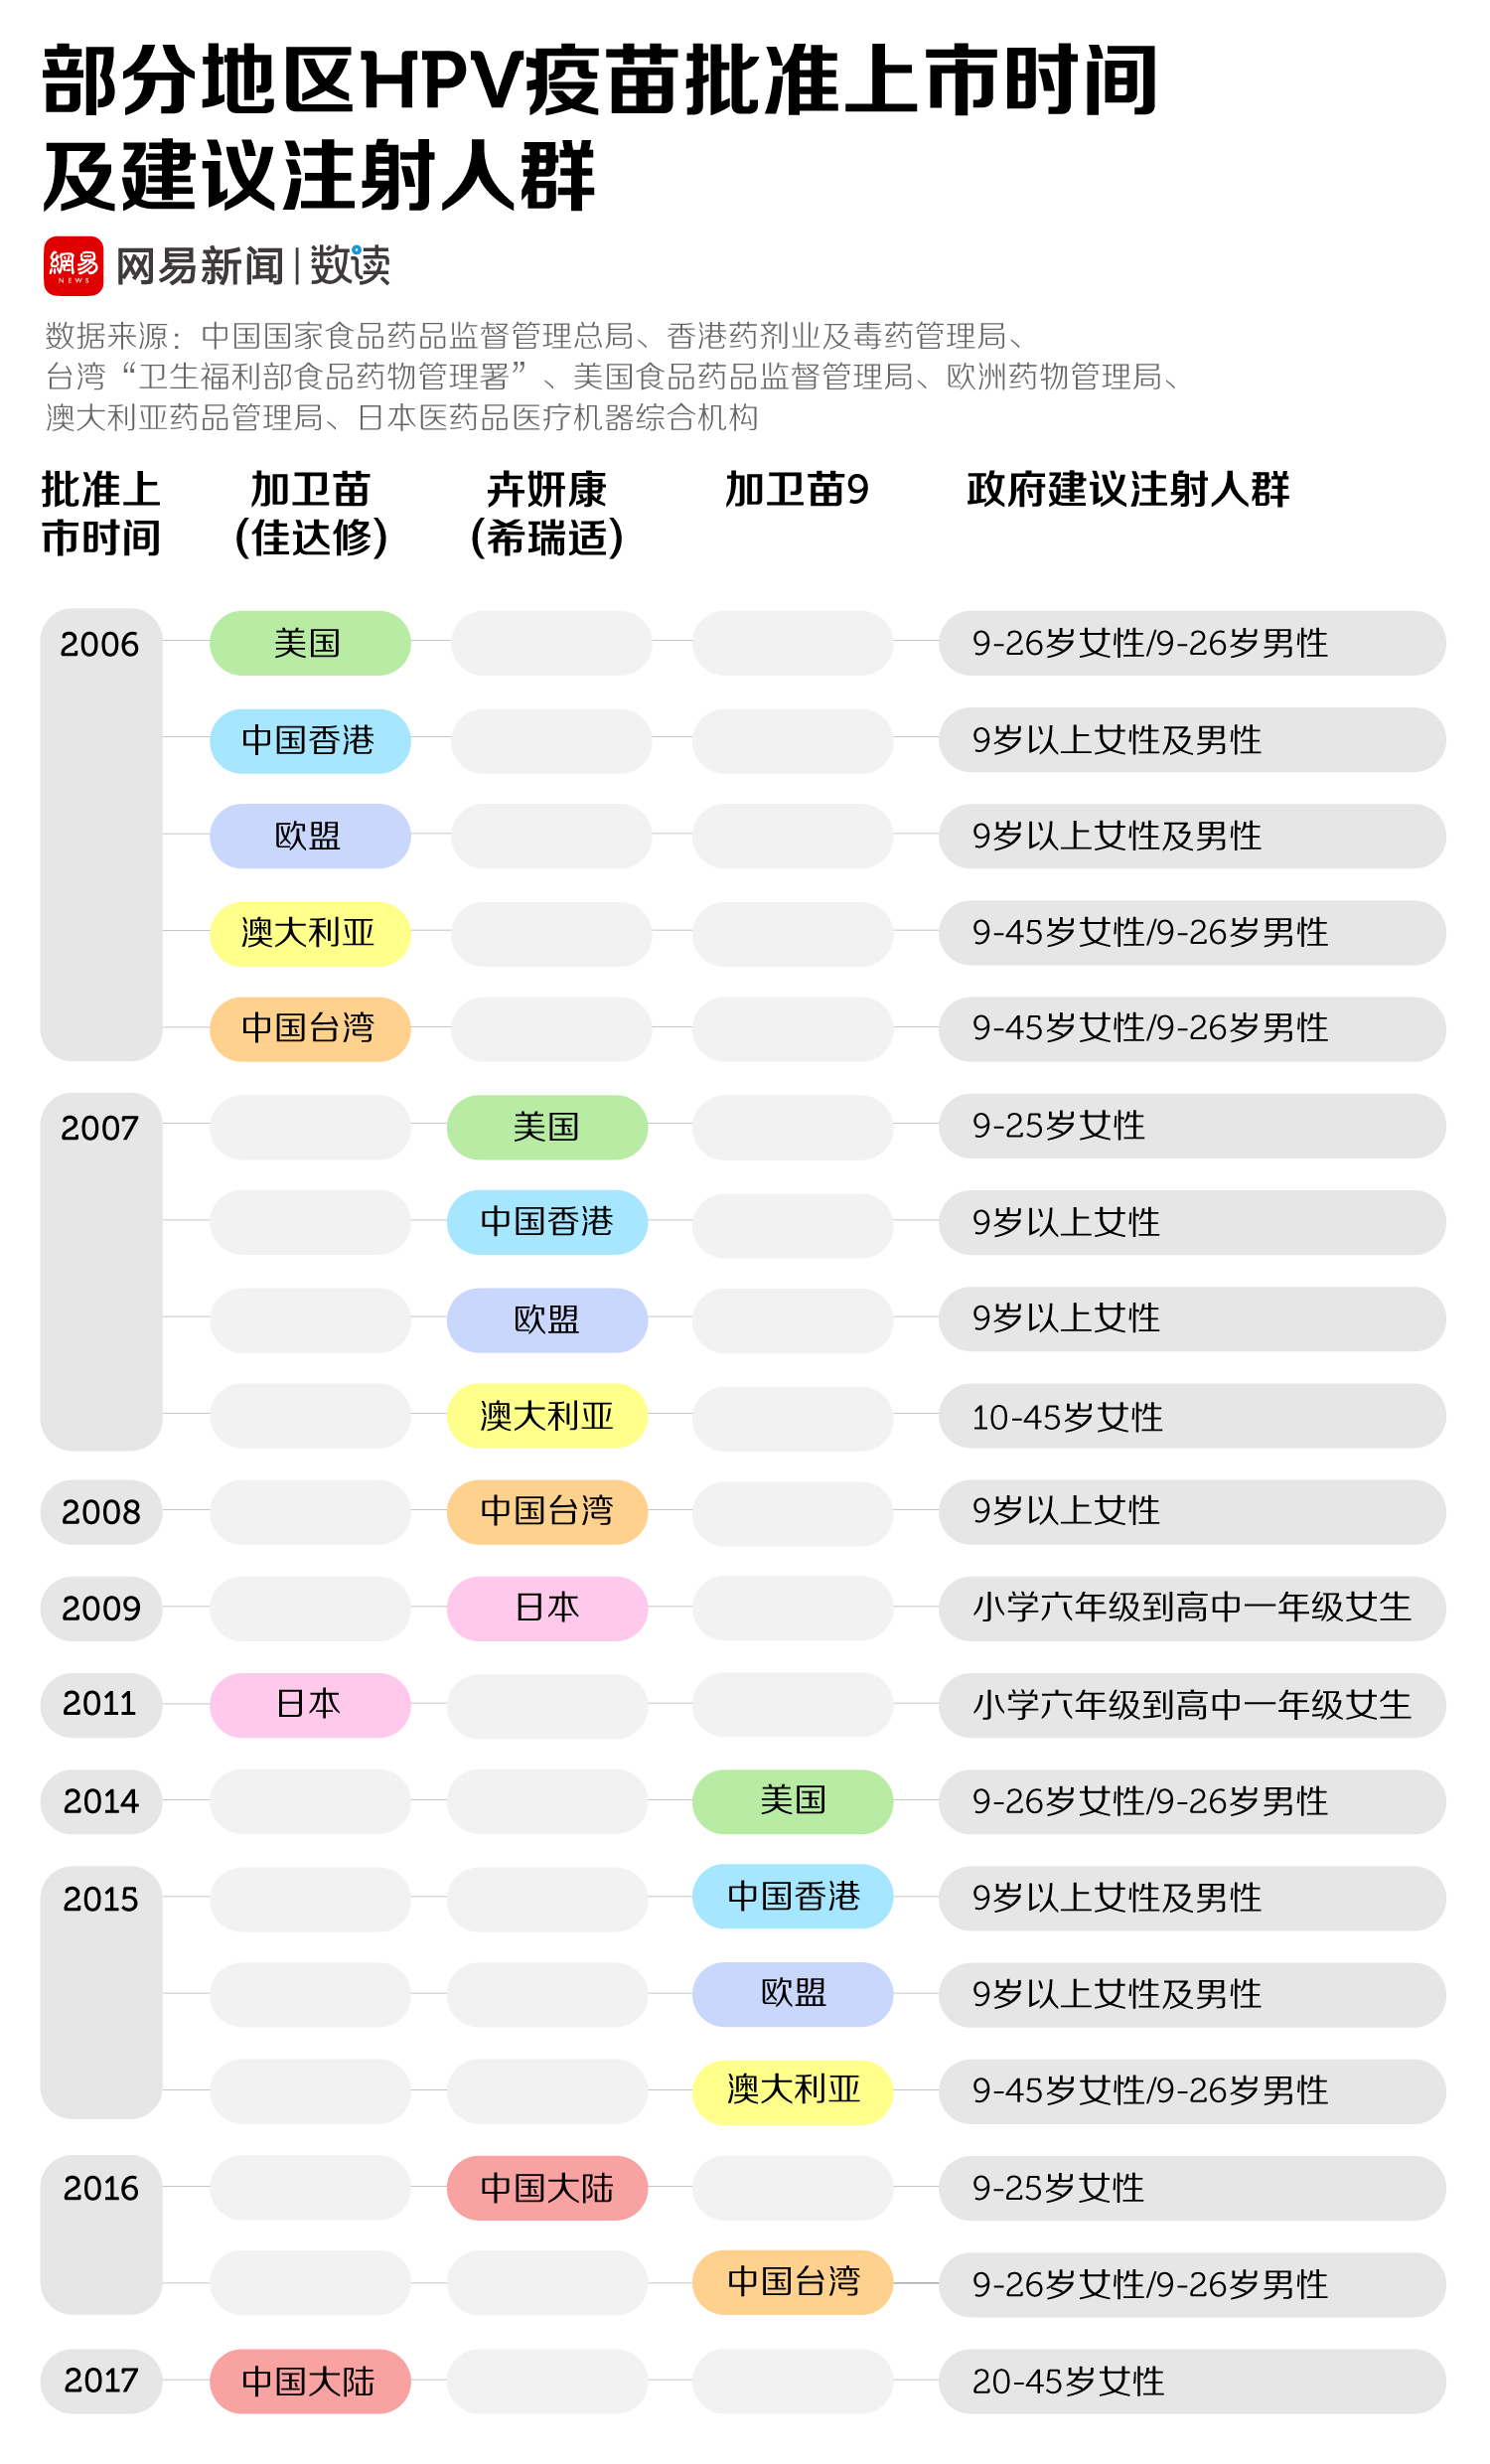 部分地区HPV疫苗批准上市时间
及建议注射人群
網易
NEWS
网易新闻|数读
数据来源：中国国家食品药品监督管理总局、香港药剂业及毒药管理局、
台湾“卫生福利部食品药物管理署”、美国食品药品监督管理局、欧洲药物管理局、
澳大利亚药品管理局、日本医药品医疗机器综合机构
批准上
市时间
加卫苗
(佳达修)
卉妍康
(希瑞适)
加卫苗9
政府建议注射人群
2006 美国 9-26岁女性/9-26岁男性
中国香港 9岁以上女性及男性
欧盟 9岁以上女性及男性
澳大利亚 9-45岁女性/9-26岁男性
中国台湾 9-45岁女性/9-26岁男性
2007 美国 9-25岁女性
中国香港 9岁以上女性
欧盟 9岁以上女性
澳大利亚 10-45岁女性
2008 中国台湾 9岁以上女性
2009 日本 小学六年级到高中一年级女生
2011 日本 小学六年级到高中一年级女生
2014 美国 9-26岁女性/9-26岁男性
2015 中国香港 9岁以上女性及男性
欧盟 9岁以上女性及男性
澳大利亚 9-45岁女性/9-26岁男性
2016 中国大陆 9-25岁女性
中国台湾 9-26岁女性/9-26岁男性
2017 中国大陆 20-45岁女性